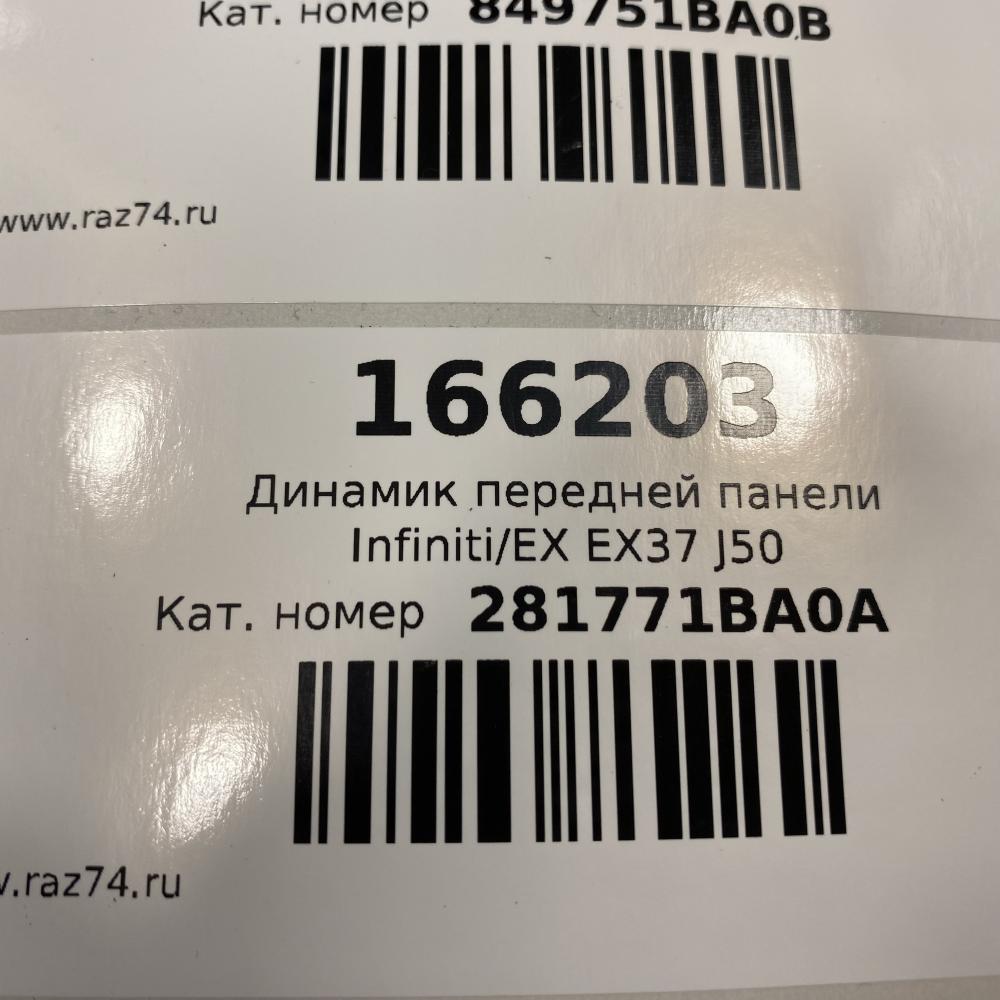 Кат. номер 849751BA0B
www.raz74.ru
166203
Динамик передней панели
Infiniti/EX EX37 J50
Кат. номер 281771BA0A
.raz74.ru